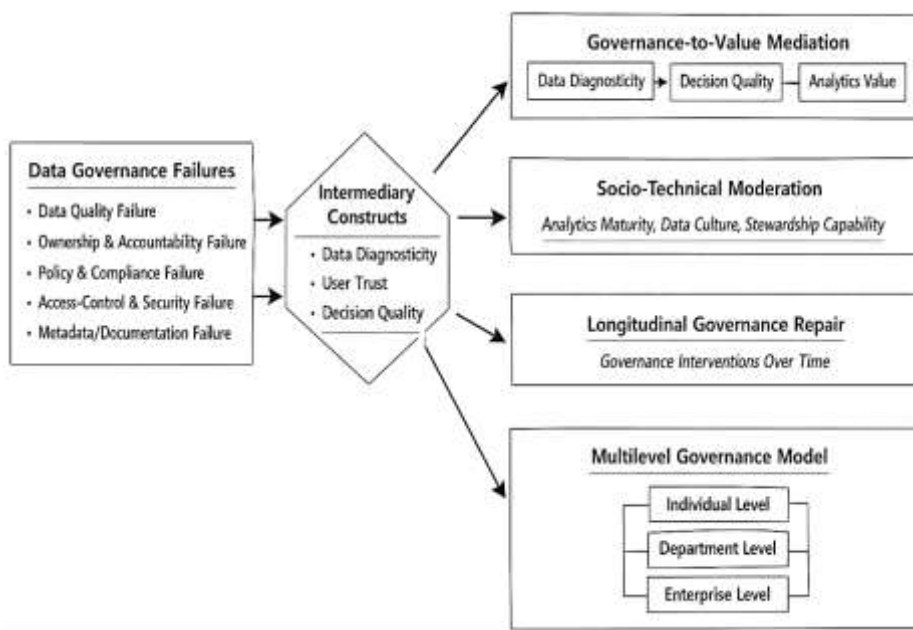 Data Governance Failures
• Data Quality Failure
• Ownership & Accountability Failure
• Policy & Compliance Failure
• Access-Control & Security Failure
• Metadata/Documentation Failure
Intermediary
Constructs
• Data Diagnosticity
• User Trust
• Decision Quality
Governance-to-Value Mediation
Data Diagnosticity
Decision Quality
Analytics Value
Socio-Technical Moderation
Analytics Maturity, Data Culture, Stewardship Capability
Longitudinal Governance Repair
Governance Interventions Over Time
Multilevel Governance Model
Individual Level
Department Level
Enterprise Level